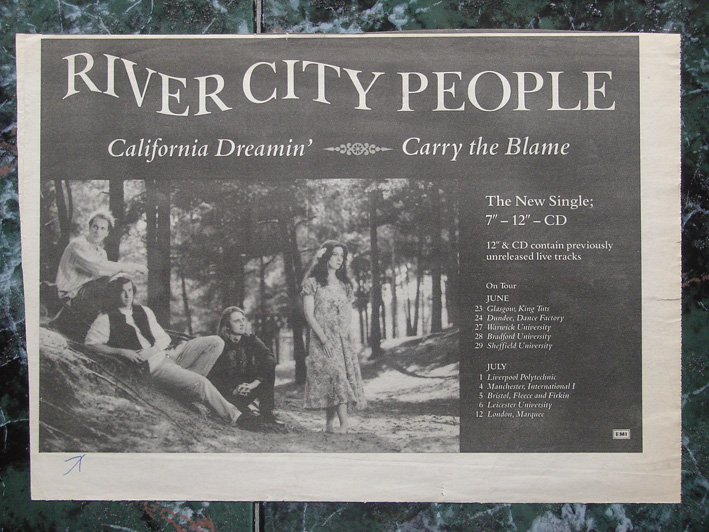 RIVER CITY PEOPLE
California Dreamin' Carry the Blame
The New Single;
7" – 12" – CD
12" & CD contain previously
unreleased live tracks
On Tour
JUNE
23 Glasgow, King Tuts
24 Dundee, Dance Factory
27 Warwick University
28 Bradford University
29 Sheffield University
JULY
1 Liverpool Polytechnic
4 Manchester, International I
5 Bristol, Fleece and Firkin
6 Leicester University
12 London, Marquee
EMI